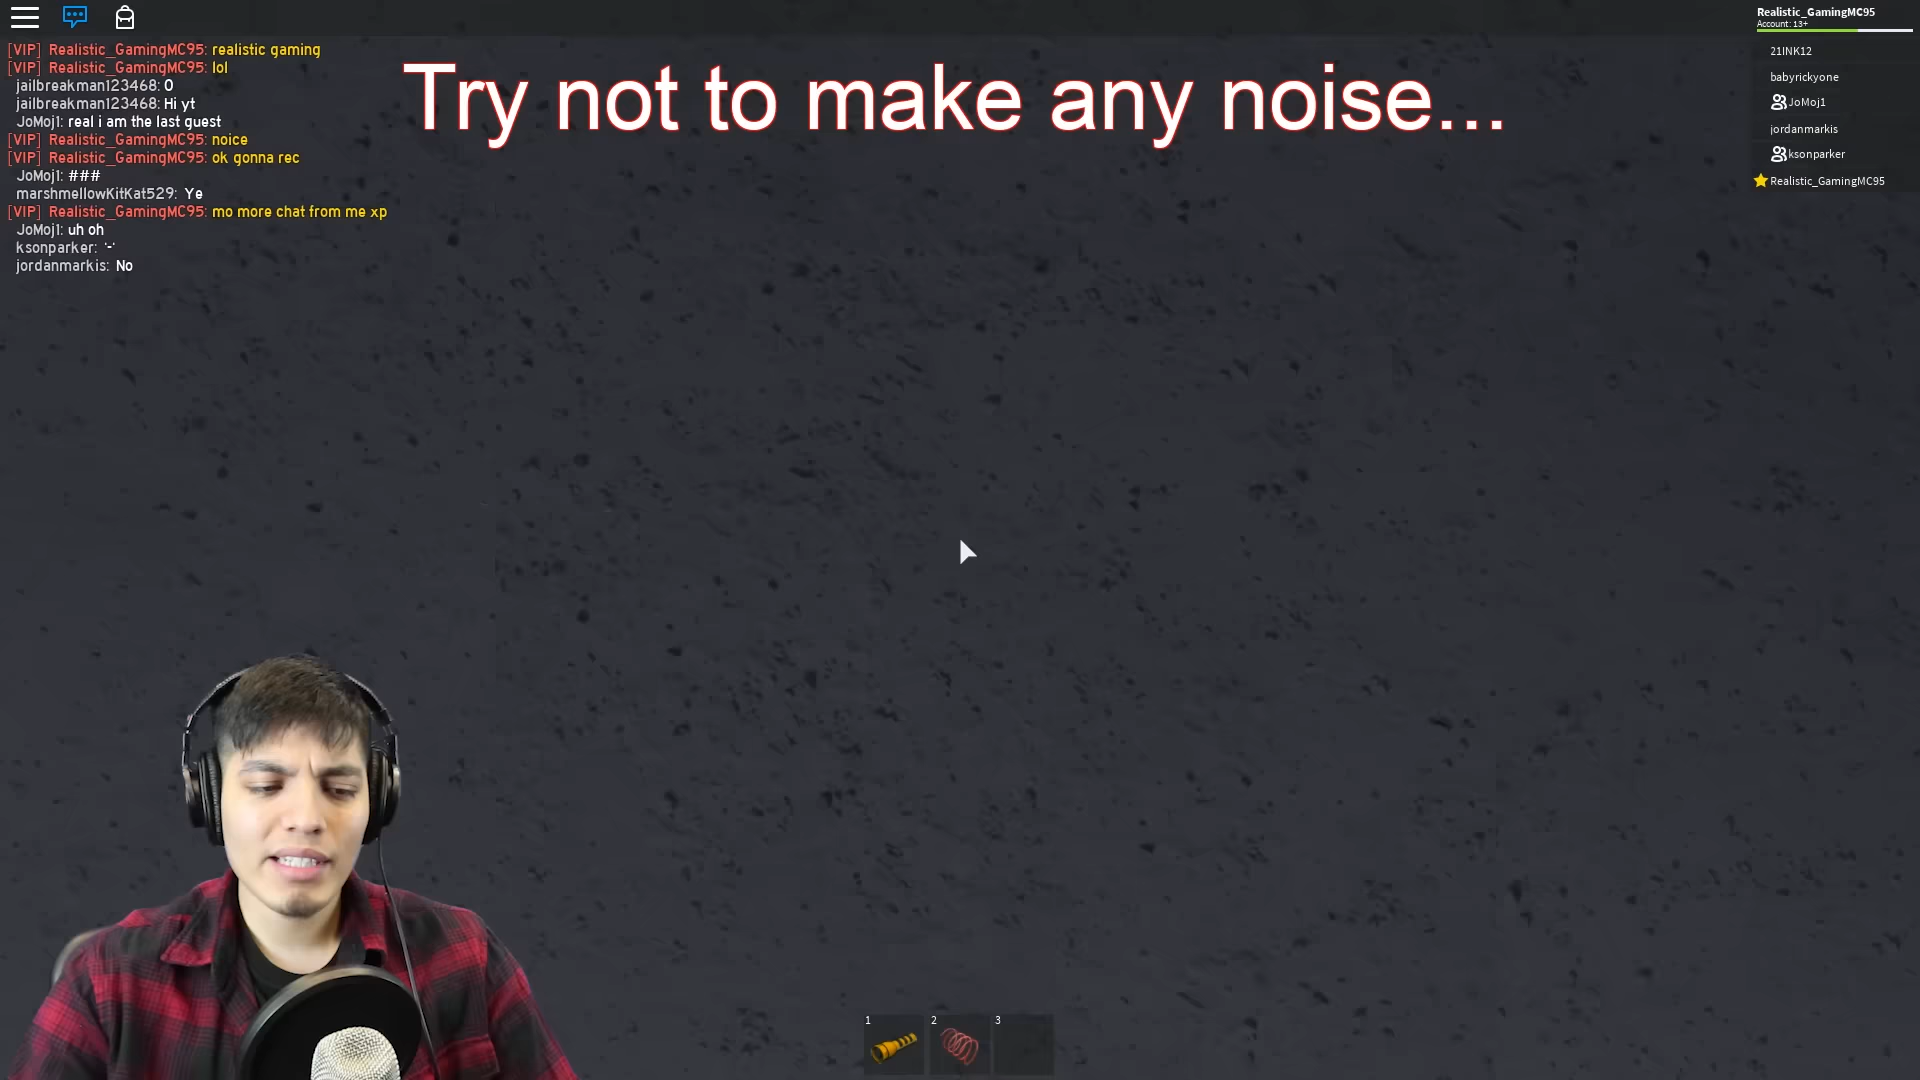 Realistic_GamingMC95
Account: 13+
[VIP] Realistic_GamingMC95: realistic gaming
[VIP] Realistic_GamingMC95: lol
jailbreakman123468: O
jailbreakman123468: Hi yt
JoMoj1: real i am the last guest
[VIP] Realistic_GamingMC95: noice
[VIP] Realistic_GamingMC95: ok gonna rec
JoMoj1: ###
marshmellowKitKat529: Ye
[VIP] Realistic_GamingMC95: mo more chat from me xp
JoMoj1: uh oh
ksonparker: '-'
jordanmarkis: No
Try not to make any noise...
21INK12
babyrickyone
JoMoj1
jordanmarkis
ksonparker
Realistic_GamingMC95
1
2
3